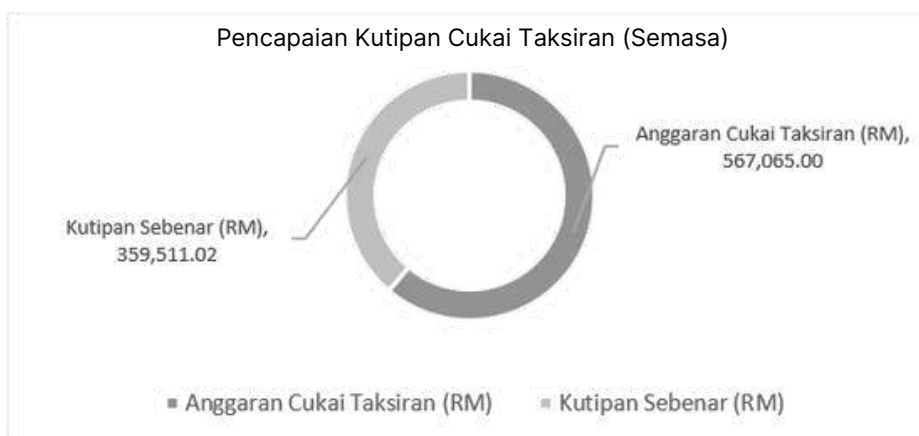 Pencapaian Kutipan Cukai Taksiran (Semasa)
Anggaran Cukai Taksiran (RM),
567,065.00
Kutipan Sebenar (RM),
359,511.02
Anggaran Cukai Taksiran (RM)
Kutipan Sebenar (RM)